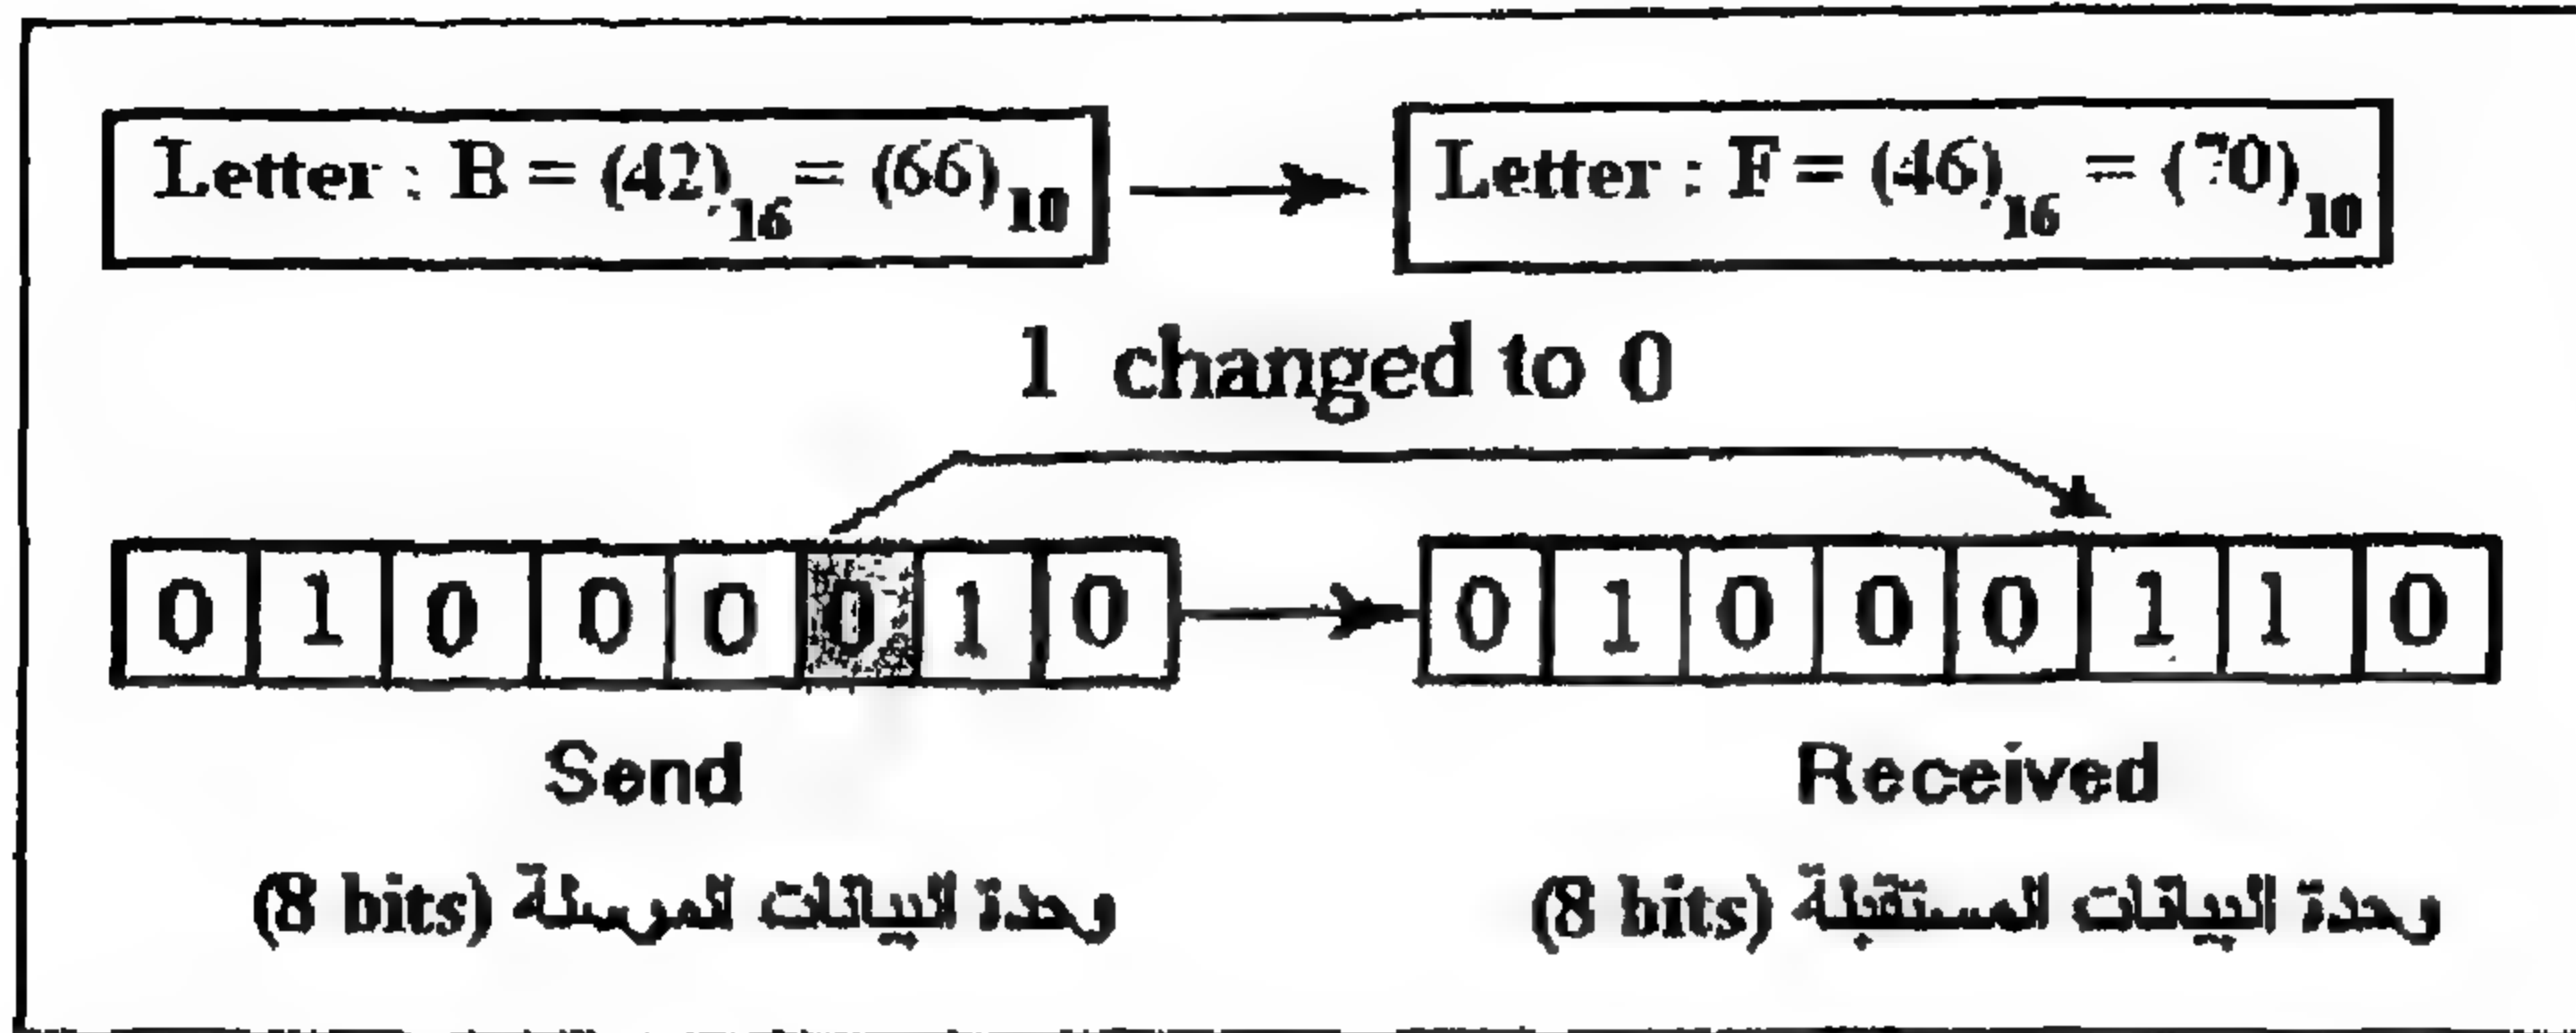 Letter : B = (42)16 = (66)10
Letter : F = (46)16 = (70)10
1 changed to 0
0 1 0 0 0 0 1 0
0 1 0 0 0 1 1 0
Send
Received
وحدة البيانات المرسلة (8 bits)
وحدة البيانات المستقبلة (8 bits)